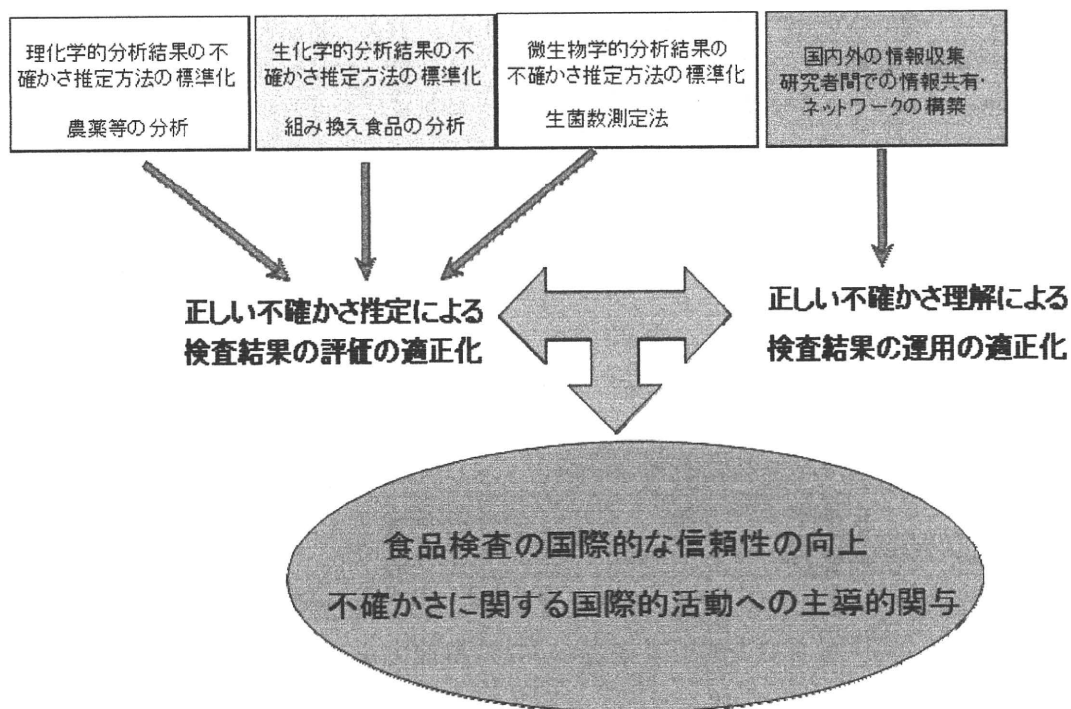 理化学的分析結果の不
確かさ推定方法の標準化
農薬等の分析
生化学的分析結果の不
確かさ推定方法の標準化
組み換え食品の分析
微生物学的分析結果の
不確かさ推定方法の標準化
生菌数測定法
国内外の情報収集
研究者間での情報共有・
ネットワークの構築
正しい不確かさ推定による
検査結果の評価の適正化
正しい不確かさ理解による
検査結果の運用の適正化
食品検査の国際的な信頼性の向上
不確かさに関する国際的活動への主導的関与